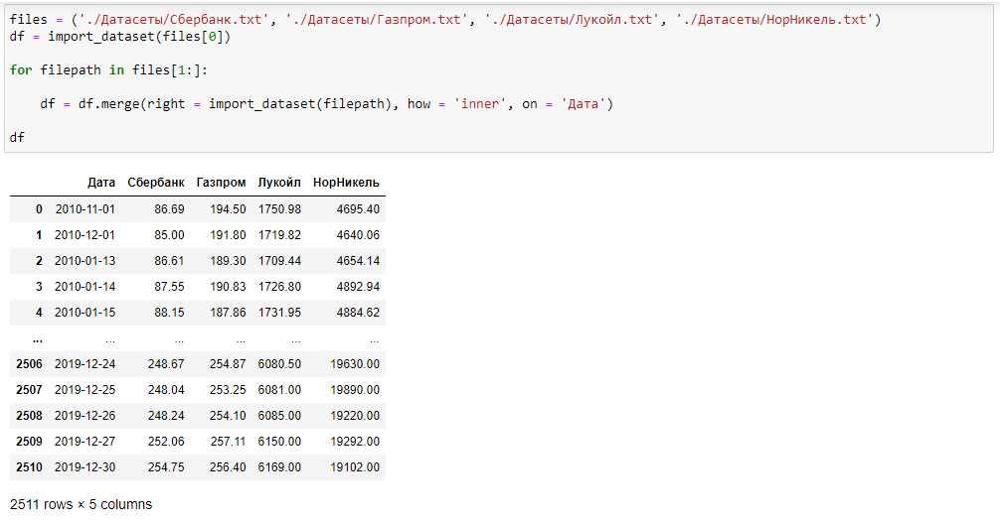 files = ('./Датасеты/Сбербанк.txt', './Датасеты/Газпром.txt', './Датасеты/Лукойл.txt', './Датасеты/НорНикель.txt')
df = import_dataset(files[0])
for filepath in files[1:]:
df = df.merge(right = import_dataset(filepath), how = 'inner', on = 'Дата')
df
Дата Сбербанк Газпром Лукойл НорНикель
0 2010-11-01 86.69 194.50 1750.98 4695.40
1 2010-12-01 85.00 191.80 1719.82 4640.06
2 2010-01-13 86.61 189.30 1709.44 4654.14
3 2010-01-14 87.55 190.83 1726.80 4892.94
4 2010-01-15 88.15 187.86 1731.95 4884.62
... ... ... ... ... ...
2506 2019-12-24 248.67 254.87 6080.50 19630.00
2507 2019-12-25 248.04 253.25 6081.00 19890.00
2508 2019-12-26 248.24 254.10 6085.00 19220.00
2509 2019-12-27 252.06 257.11 6150.00 19292.00
2510 2019-12-30 254.75 256.40 6169.00 19102.00
2511 rows × 5 columns